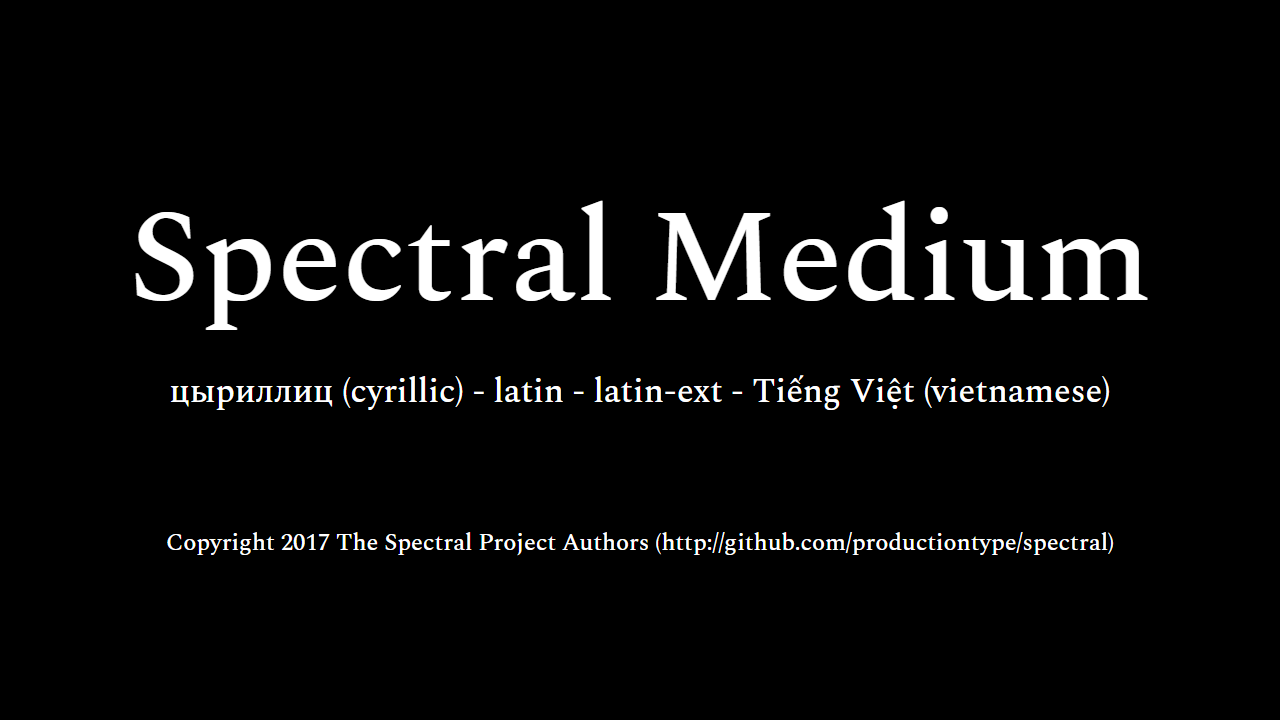 Spectral Medium
цыриллиц (cyrillic) - latin - latin-ext - Tiếng Việt (vietnamese)
Copyright 2017 The Spectral Project Authors (http://github.com/productiontype/spectral)